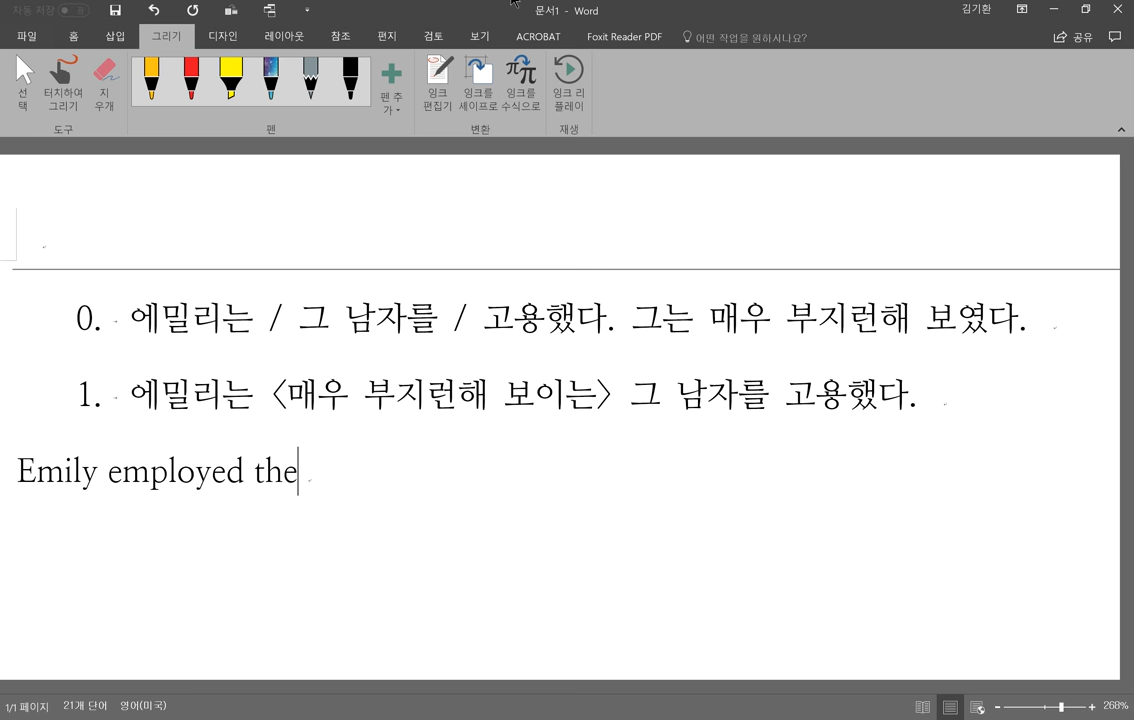 자동 저장
문서1 - Word
김기환
파일 홈 삽입 그리기 디자인 레이아웃 참조 편지 검토 보기 ACROBAT Foxit Reader PDF 어떤 작업을 원하시나요? 공유
선택
터치하여 그리기
지우개
펜 추가
잉크 편집기
잉크를 셰이프로
잉크를 수식으로
잉크 리플레이
도구 펜 변환 재생
0. 에밀리는 / 그 남자를 / 고용했다. 그는 매우 부지런해 보였다.
1. 에밀리는 〈매우 부지런해 보이는〉 그 남자를 고용했다.
Emily employed the
1/1 페이지 21개 단어 영어(미국) 268%